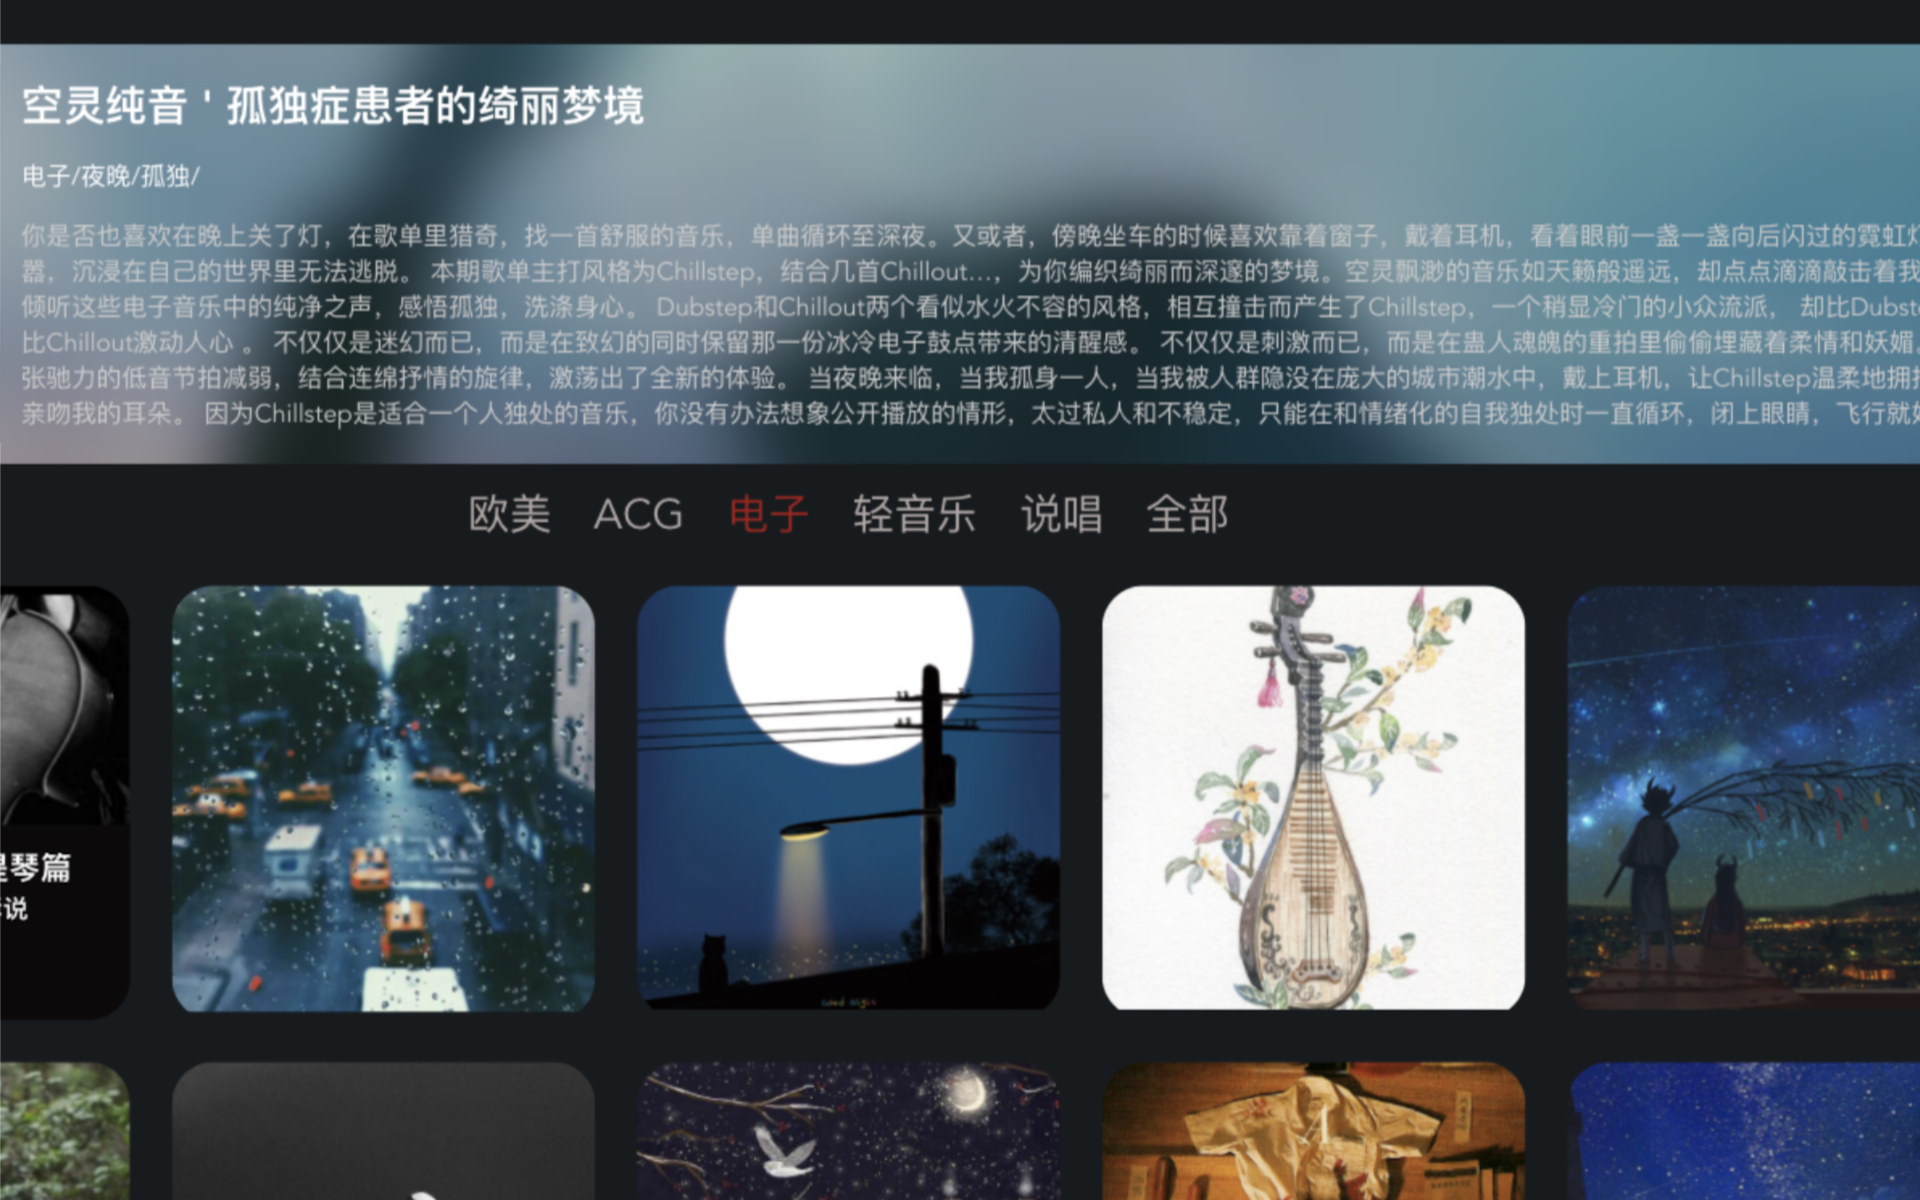 空灵纯音 ' 孤独症患者的绮丽梦境
电子/夜晚/孤独/
你是否也喜欢在晚上关了灯，在歌单里猎奇，找一首舒服的音乐，单曲循环至深夜。又或者，傍晚坐车的时候喜欢靠着窗子，戴着耳机，看着眼前一盏一盏向后闪过的霓虹灯
器，沉浸在自己的世界里无法逃脱。 本期歌单主打风格为Chillstep，结合几首Chillout...，为你编织绮丽而深邃的梦境。空灵飘渺的音乐如天籁般遥远，却点点滴滴敲击着我
倾听这些电子音乐中的纯净之声，感悟孤独，洗涤身心。 Dubstep和Chillout两个看似水火不容的风格，相互撞击而产生了Chillstep，一个稍显冷门的小众流派， 却比Dubste
比Chillout激动人心 。 不仅仅是迷幻而已，而是在致幻的同时保留那一份冰冷电子鼓点带来的清醒感。 不仅仅是刺激而已，而是在蛊人魂魄的重拍里偷偷埋藏着柔情和妖媚。
张驰力的低音节拍减弱，结合连绵抒情的旋律，激荡出了全新的体验。 当夜晚来临，当我孤身一人，当我被人群隐没在庞大的城市潮水中，戴上耳机，让Chillstep温柔地拥抱
亲吻我的耳朵。 因为Chillstep是适合一个人独处的音乐，你没有办法想象公开播放的情形，太过私人和不稳定，只能在和情绪化的自我独处时一直循环，闭上眼睛，飞行就好
欧美 ACG 电子 轻音乐 说唱 全部
提琴篇
说